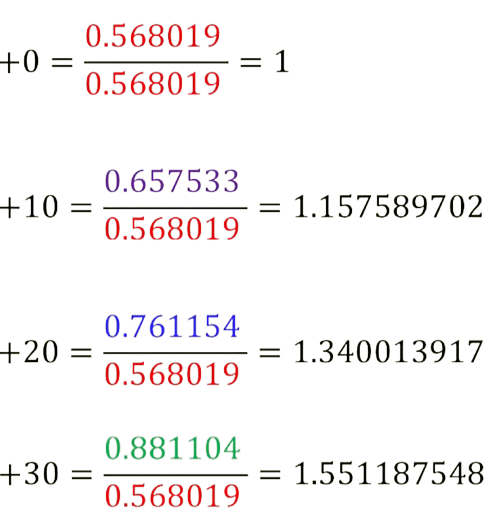 +0 = 0.568019 / 0.568019 = 1
+10 = 0.657533 / 0.568019 = 1.157589702
+20 = 0.761154 / 0.568019 = 1.340013917
+30 = 0.881104 / 0.568019 = 1.551187548